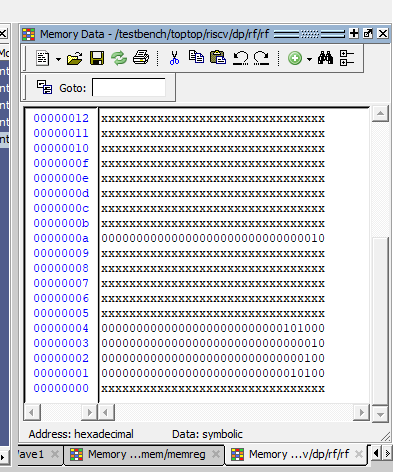 Memory Data - /testbench/toptop/riscv/dp/rf/rf
Goto:
00000012 xxxxxxxxxxxxxxxxxxxxxxxxxxxxxxxx
00000011 xxxxxxxxxxxxxxxxxxxxxxxxxxxxxxxx
00000010 xxxxxxxxxxxxxxxxxxxxxxxxxxxxxxxx
0000000f xxxxxxxxxxxxxxxxxxxxxxxxxxxxxxxx
0000000e xxxxxxxxxxxxxxxxxxxxxxxxxxxxxxxx
0000000d xxxxxxxxxxxxxxxxxxxxxxxxxxxxxxxx
0000000c xxxxxxxxxxxxxxxxxxxxxxxxxxxxxxxx
0000000b xxxxxxxxxxxxxxxxxxxxxxxxxxxxxxxx
0000000a 00000000000000000000000000000010
00000009 xxxxxxxxxxxxxxxxxxxxxxxxxxxxxxxx
00000008 xxxxxxxxxxxxxxxxxxxxxxxxxxxxxxxx
00000007 xxxxxxxxxxxxxxxxxxxxxxxxxxxxxxxx
00000006 xxxxxxxxxxxxxxxxxxxxxxxxxxxxxxxx
00000005 xxxxxxxxxxxxxxxxxxxxxxxxxxxxxxxx
00000004 00000000000000000000000000101000
00000003 00000000000000000000000000000010
00000002 00000000000000000000000000000100
00000001 00000000000000000000000000010100
00000000 xxxxxxxxxxxxxxxxxxxxxxxxxxxxxxxx
Address: hexadecimal Data: symbolic
Wave1 Memory ...mem/memreg Memory ...v/dp/rf/rf